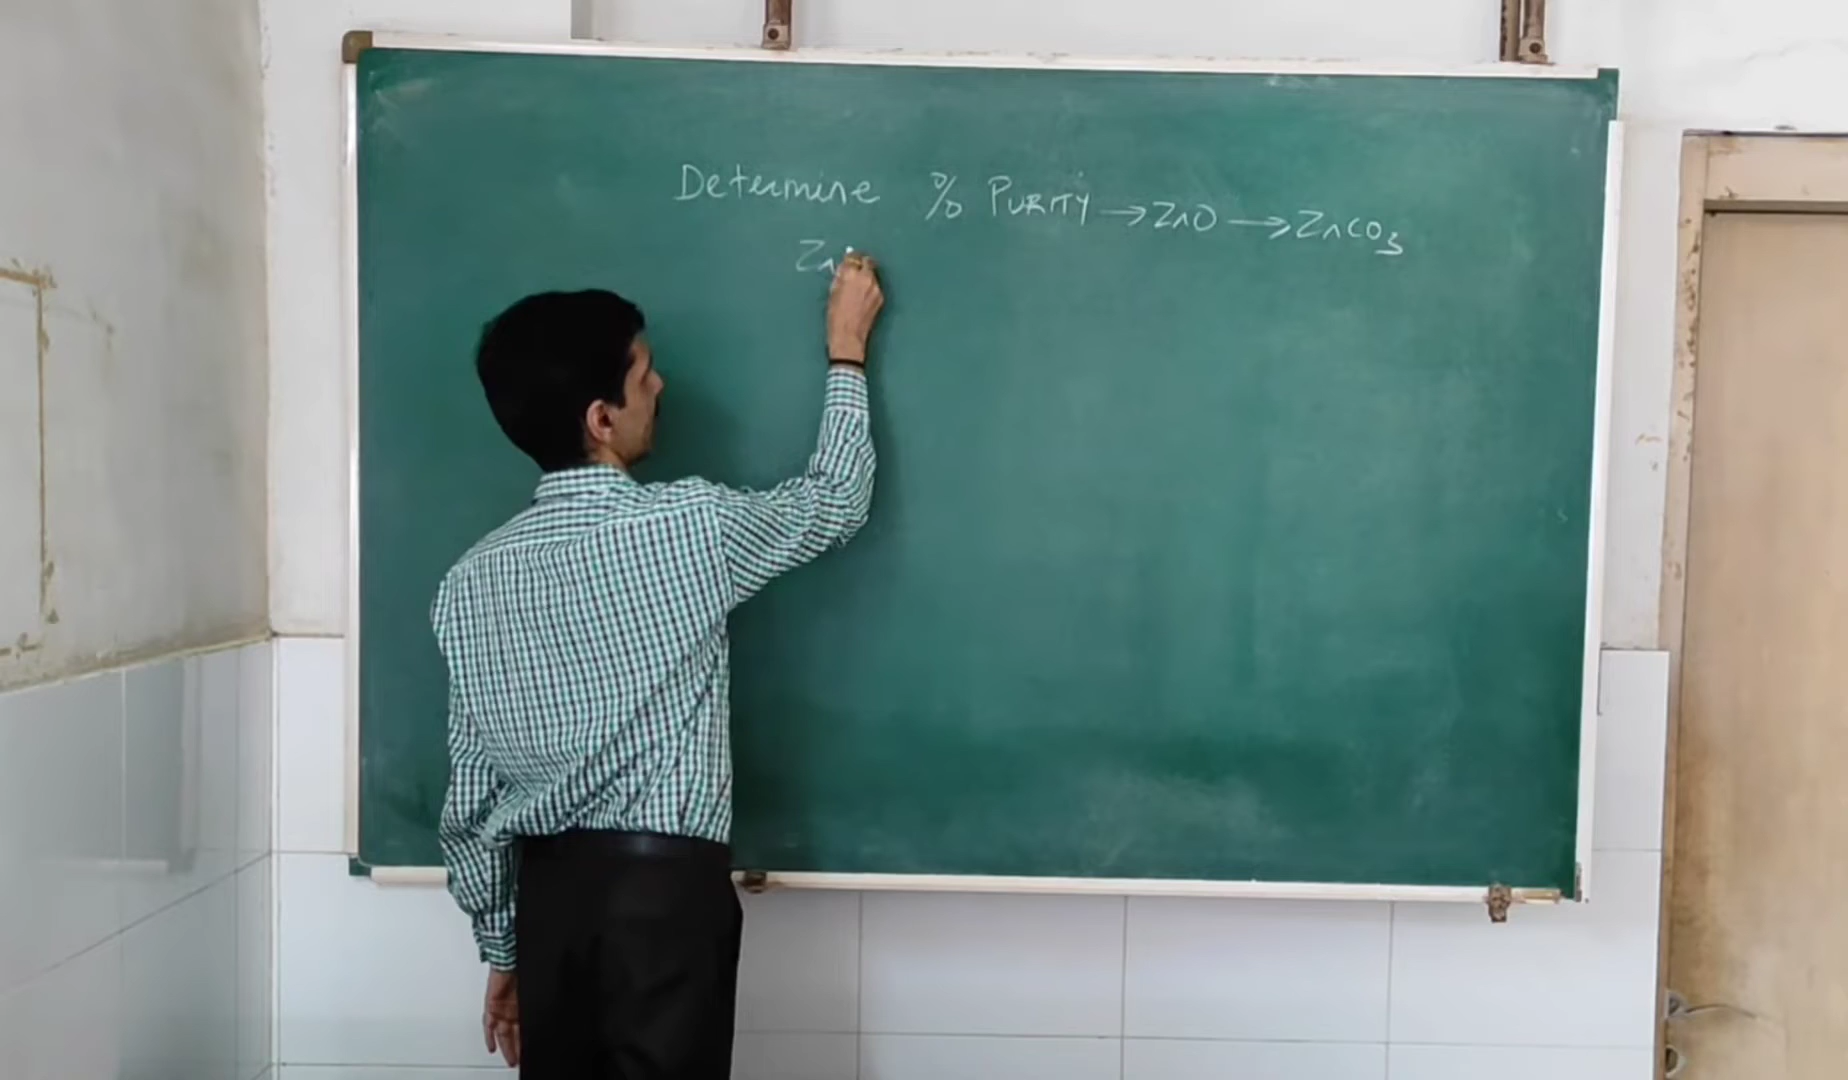 Determine % PURITY → ZnO → ZnCO3
Zn